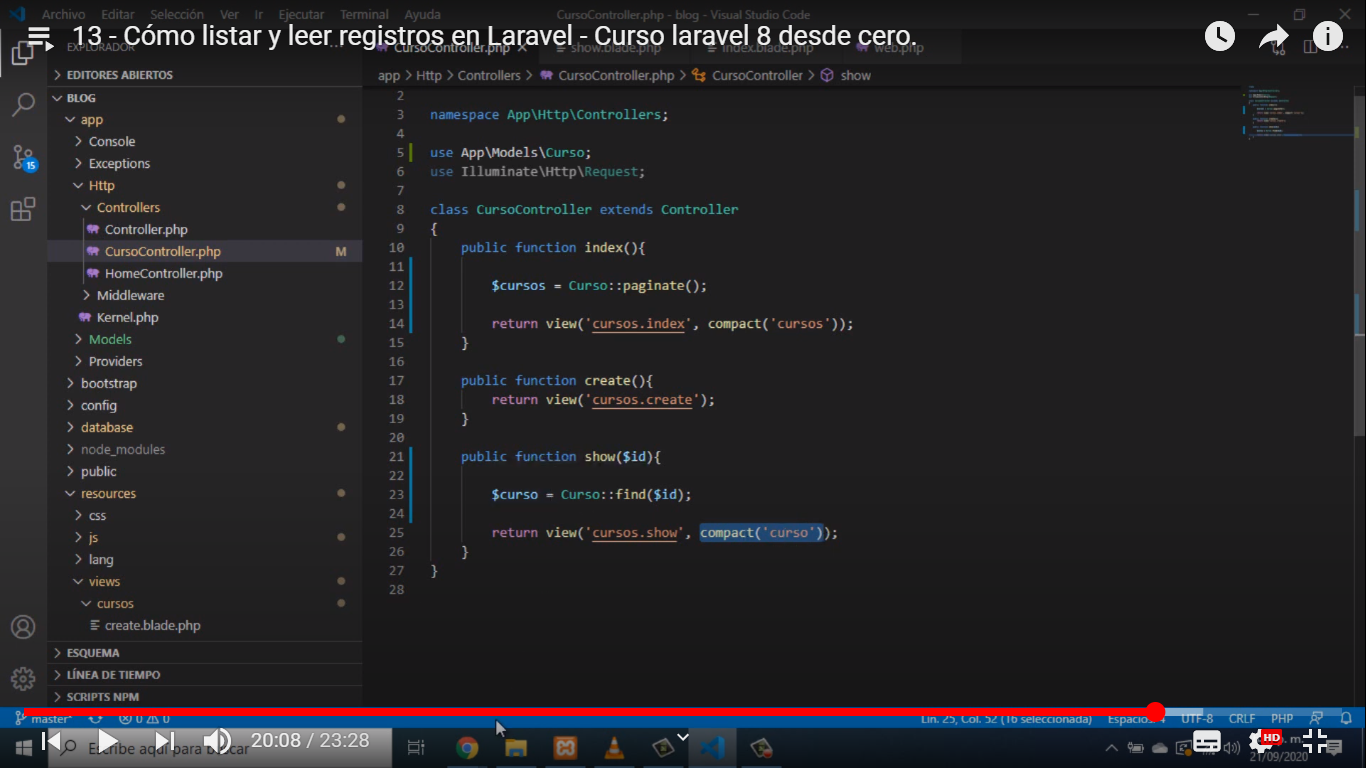 Archivo Editar Selección Ver Ir Ejecutar Terminal Ayuda
CursoController.php - blog - Visual Studio Code
13 - Cómo listar y leer registros en Laravel - Curso laravel 8 desde cero.
EXPLORADOR
CursoController.php show.blade.php index.blade.php web.php
EDITORES ABIERTOS
app > Http > Controllers > CursoController.php > CursoController > show
BLOG
app
Console
Exceptions
15
Http
Controllers
Controller.php
CursoController.php M
HomeController.php
Middleware
Kernel.php
Models
Providers
bootstrap
config
database
node_modules
public
resources
css
js
lang
views
cursos
create.blade.php
ESQUEMA
LÍNEA DE TIEMPO
SCRIPTS NPM
2
3 namespace App\Http\Controllers;
4
5 use App\Models\Curso;
6 use Illuminate\Http\Request;
7
8 class CursoController extends Controller
9 {
10 public function index(){
11
12 $cursos = Curso::paginate();
13
14 return view('cursos.index', compact('cursos'));
15 }
16
17 public function create(){
18 return view('cursos.create');
19 }
20
21 public function show($id){
22
23 $curso = Curso::find($id);
24
25 return view('cursos.show', compact('curso'));
26 }
27 }
28
master* 0 0
Lín. 25, Col. 52 (16 seleccionada) UTF-8 CRLF PHP
Escribe aquí para buscar
20:08 / 23:28
HD
21/09/2020